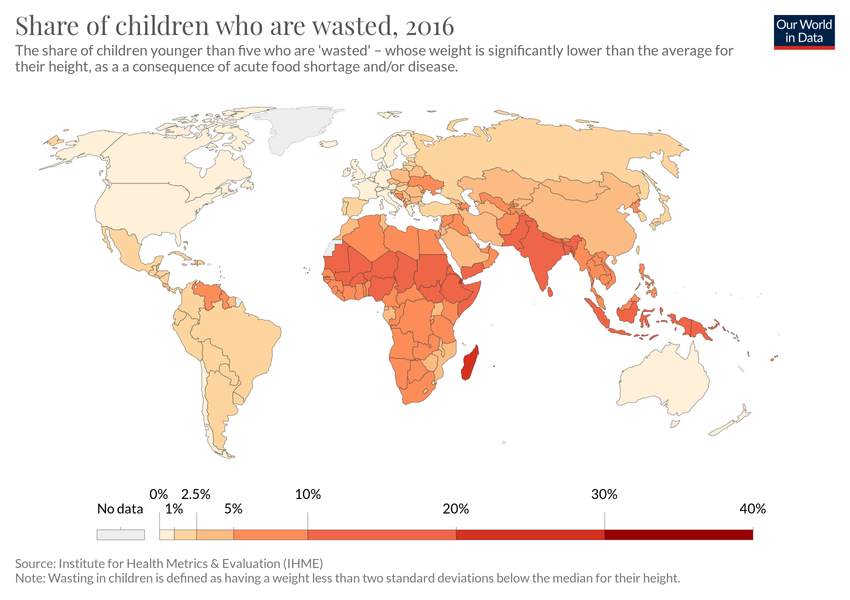 Share of children who are wasted, 2016
Our World
in Data
The share of children younger than five who are 'wasted' – whose weight is significantly lower than the average for
their height, as a a consequence of acute food shortage and/or disease.
No data
0%
1%
2.5%
5%
10%
20%
30%
40%
Source: Institute for Health Metrics & Evaluation (IHME)
Note: Wasting in children is defined as having a weight less than two standard deviations below the median for their height.